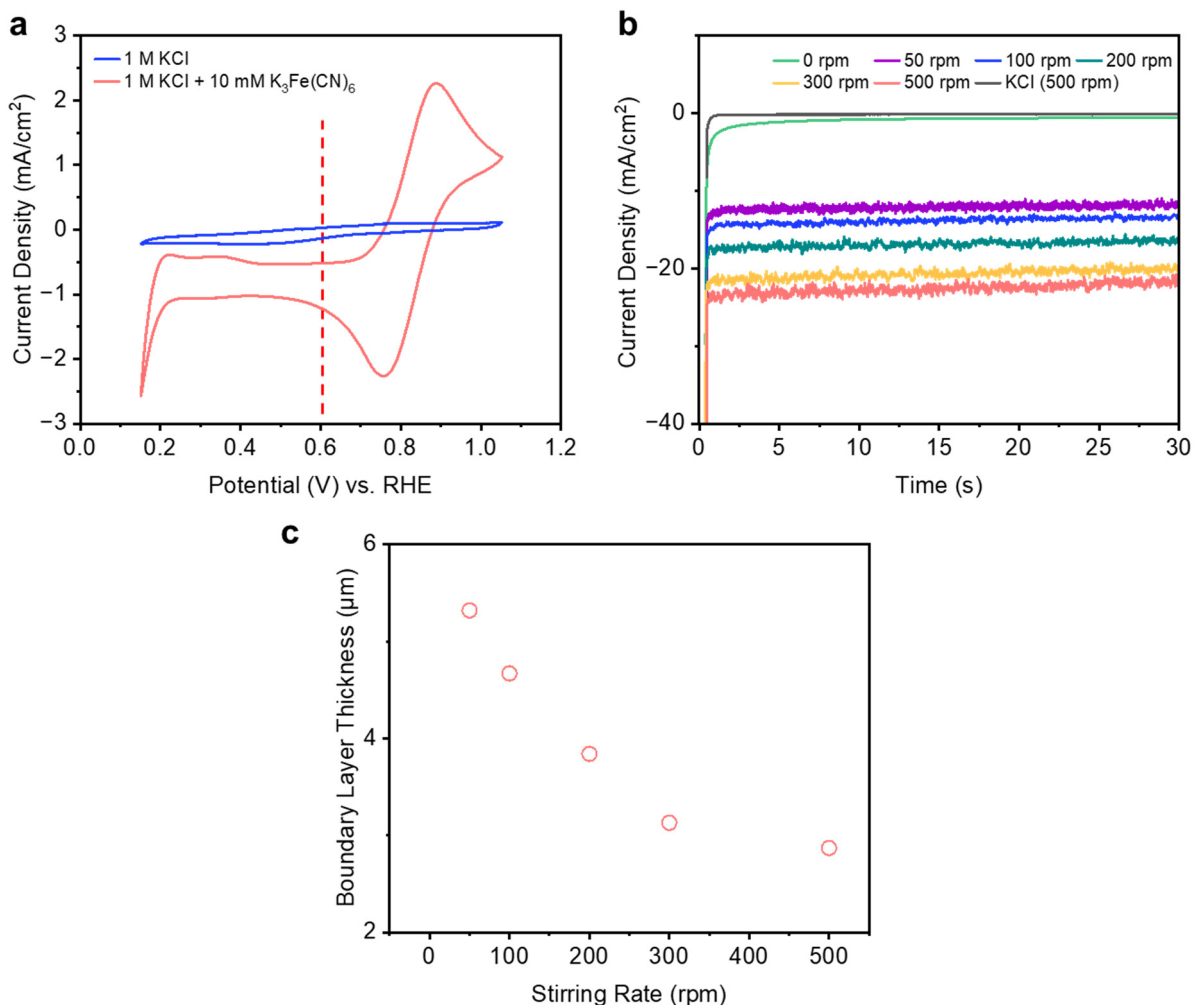 a
3
2
1
0
−1
−2
−3
Current Density (mA/cm²)
1 M KCl
1 M KCl + 10 mM K₃Fe(CN)₆
0.0 0.2 0.4 0.6 0.8 1.0 1.2
Potential (V) vs. RHE
b
0
−20
−40
Current Density (mA/cm²)
0 rpm 50 rpm 100 rpm 200 rpm
300 rpm 500 rpm KCl (500 rpm)
0 5 10 15 20 25 30
Time (s)
c
6
4
2
Boundary Layer Thickness (μm)
0 100 200 300 400 500
Stirring Rate (rpm)